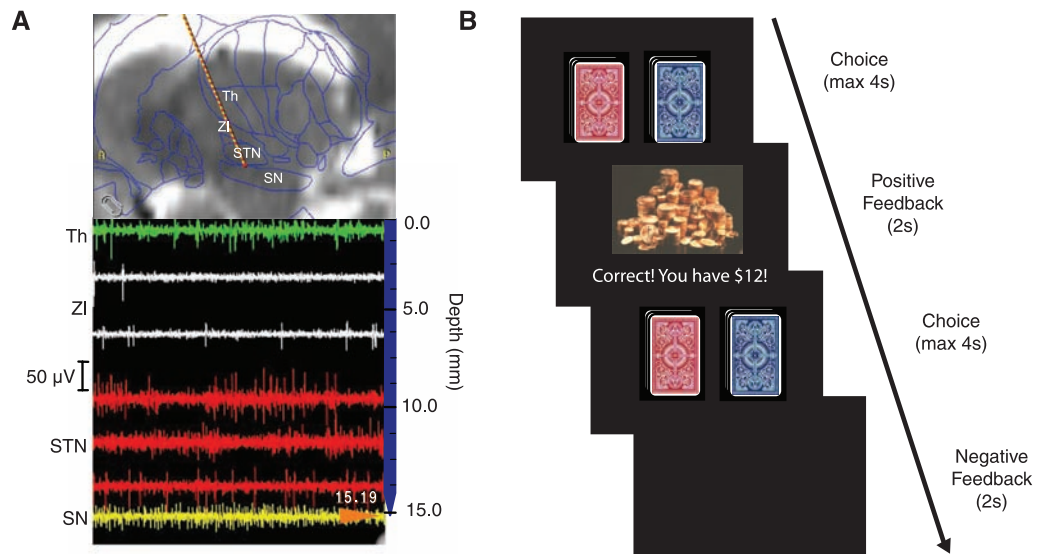 A
Th
ZI
STN
SN
Th
ZI
50 µV
STN
SN
0.0
5.0
10.0
15.0
Depth (mm)
15.19
B
Choice
(max 4s)
Positive
Feedback
(2s)
Correct! You have $12!
Choice
(max 4s)
Negative
Feedback
(2s)